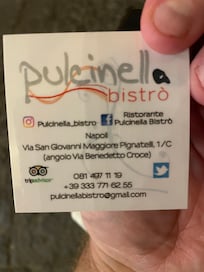 pulcinella
bistrò
Pulcinella_bistro
Ristorante
Pulcinella Bistrò
Napoli
Via San Giovanni Maggiore Pignatelli, 1/C
(angolo Via Benedetto Croce)
tripadvisor
081 497 11 19
+39 333 771 62.55
pulcinellabistro@gmail.com